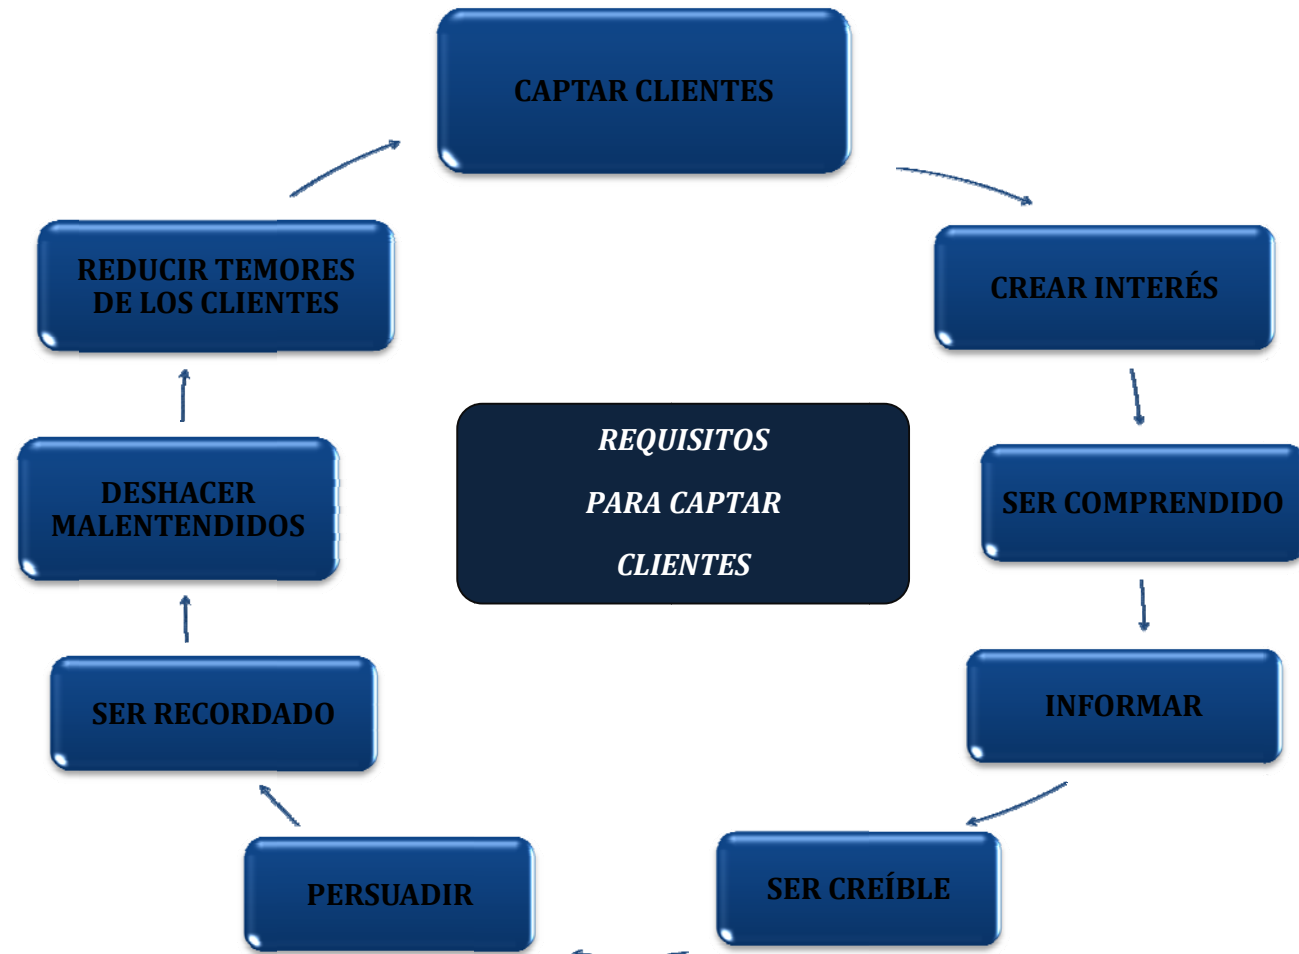 CAPTAR CLIENTES
CREAR INTERÉS
SER COMPRENDIDO
INFORMAR
SER CREÍBLE
PERSUADIR
SER RECORDADO
DESHACER
MALENTENDIDOS
REDUCIR TEMORES
DE LOS CLIENTES
REQUISITOS
PARA CAPTAR
CLIENTES